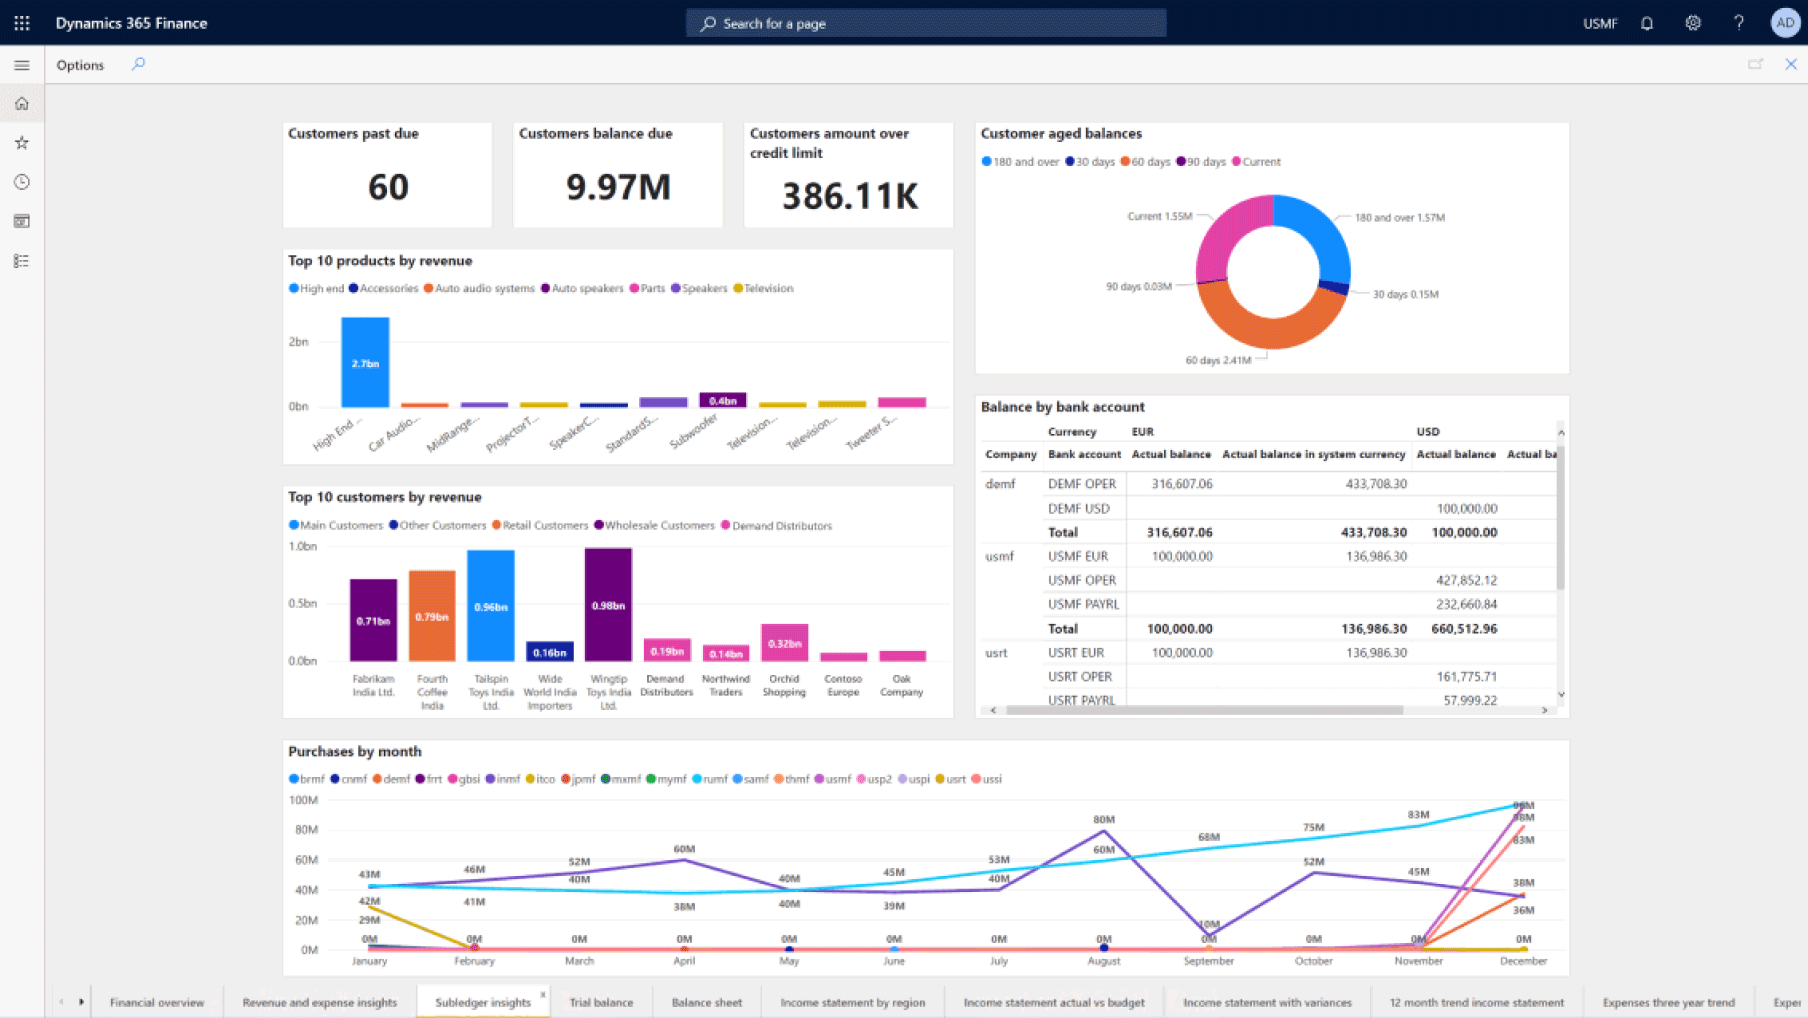 Dynamics 365 Finance
Search for a page
USMF
?
AD
Options
Customers past due
60
Customers balance due
9.97M
Customers amount over
credit limit
386.11K
Customer aged balances
180 and over 30 days 60 days 90 days Current
Current 1.55M
180 and over 1.57M
90 days 0.03M
30 days 0.15M
60 days 2.41M
Top 10 products by revenue
High end Accessories Auto audio systems Auto speakers Parts Speakers Television
2bn
0bn
2.7bn
0.4bn
High End ...
Car Audio...
MidRange...
ProjectorT...
SpeakerC...
StandardS...
Subwoofer
Television...
Television...
Tweeter S...
Balance by bank account
Currency EUR USD
Company Bank account Actual balance Actual balance in system currency Actual balance Actual ba
demf DEMF OPER 316,607.06 433,708.30
DEMF USD 100,000.00
Total 316,607.06 433,708.30 100,000.00
usmf USMF EUR 100,000.00 136,986.30
USMF OPER 427,852.12
USMF PAYRL 232,660.84
Total 100,000.00 136,986.30 660,512.96
usrt USRT EUR 100,000.00 136,986.30
USRT OPER 161,775.71
USRT PAYRL 57,999.22
Top 10 customers by revenue
Main Customers Other Customers Retail Customers Wholesale Customers Demand Distributors
1.0bn
0.5bn
0.0bn
0.71bn
0.79bn
0.96bn
0.16bn
0.98bn
0.19bn
0.14bn
0.32bn
Fabrikam
India Ltd.
Fourth
Coffee
India
Tailspin
Toys India
Ltd.
Wide
World India
Importers
Wingtip
Toys India
Ltd.
Demand
Distributors
Northwind
Traders
Orchid
Shopping
Contoso
Europe
Oak
Company
Purchases by month
brmf cnmf demf frrt gbsi inmf itco jpmf mxmf mymf rumf samf thmf usmf usp2 uspi usrt ussi
100M
80M
60M
40M
20M
0M
43M
42M
29M
0M
46M
41M
0M
52M
40M
0M
60M
38M
0M
40M
40M
0M
45M
39M
0M
53M
40M
0M
80M
60M
0M
68M
10M
0M
75M
52M
0M
83M
45M
0M
83M
38M
36M
0M
January February March April May June July August September October November December
Financial overview
Revenue and expense insights
Subledger insights x
Trial balance
Balance sheet
Income statement by region
Income statement actual vs budget
Income statement with variances
12 month trend income statement
Expenses three year trend
Exper